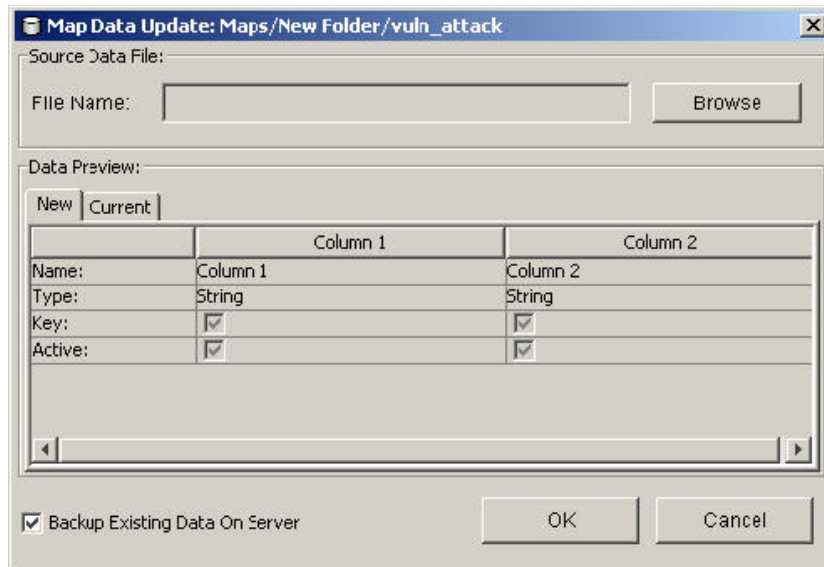 Map Data Update: Maps/New Folder/vuln_attack
Source Data File:
File Name:
Browse
Data Preview:
New Current
Column 1 Column 2
Name: Column 1 Column 2
Type: String String
Key:
Active:
Backup Existing Data On Server
OK Cancel